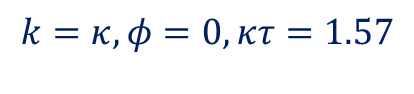 k = κ, ϕ = 0, κτ = 1.57